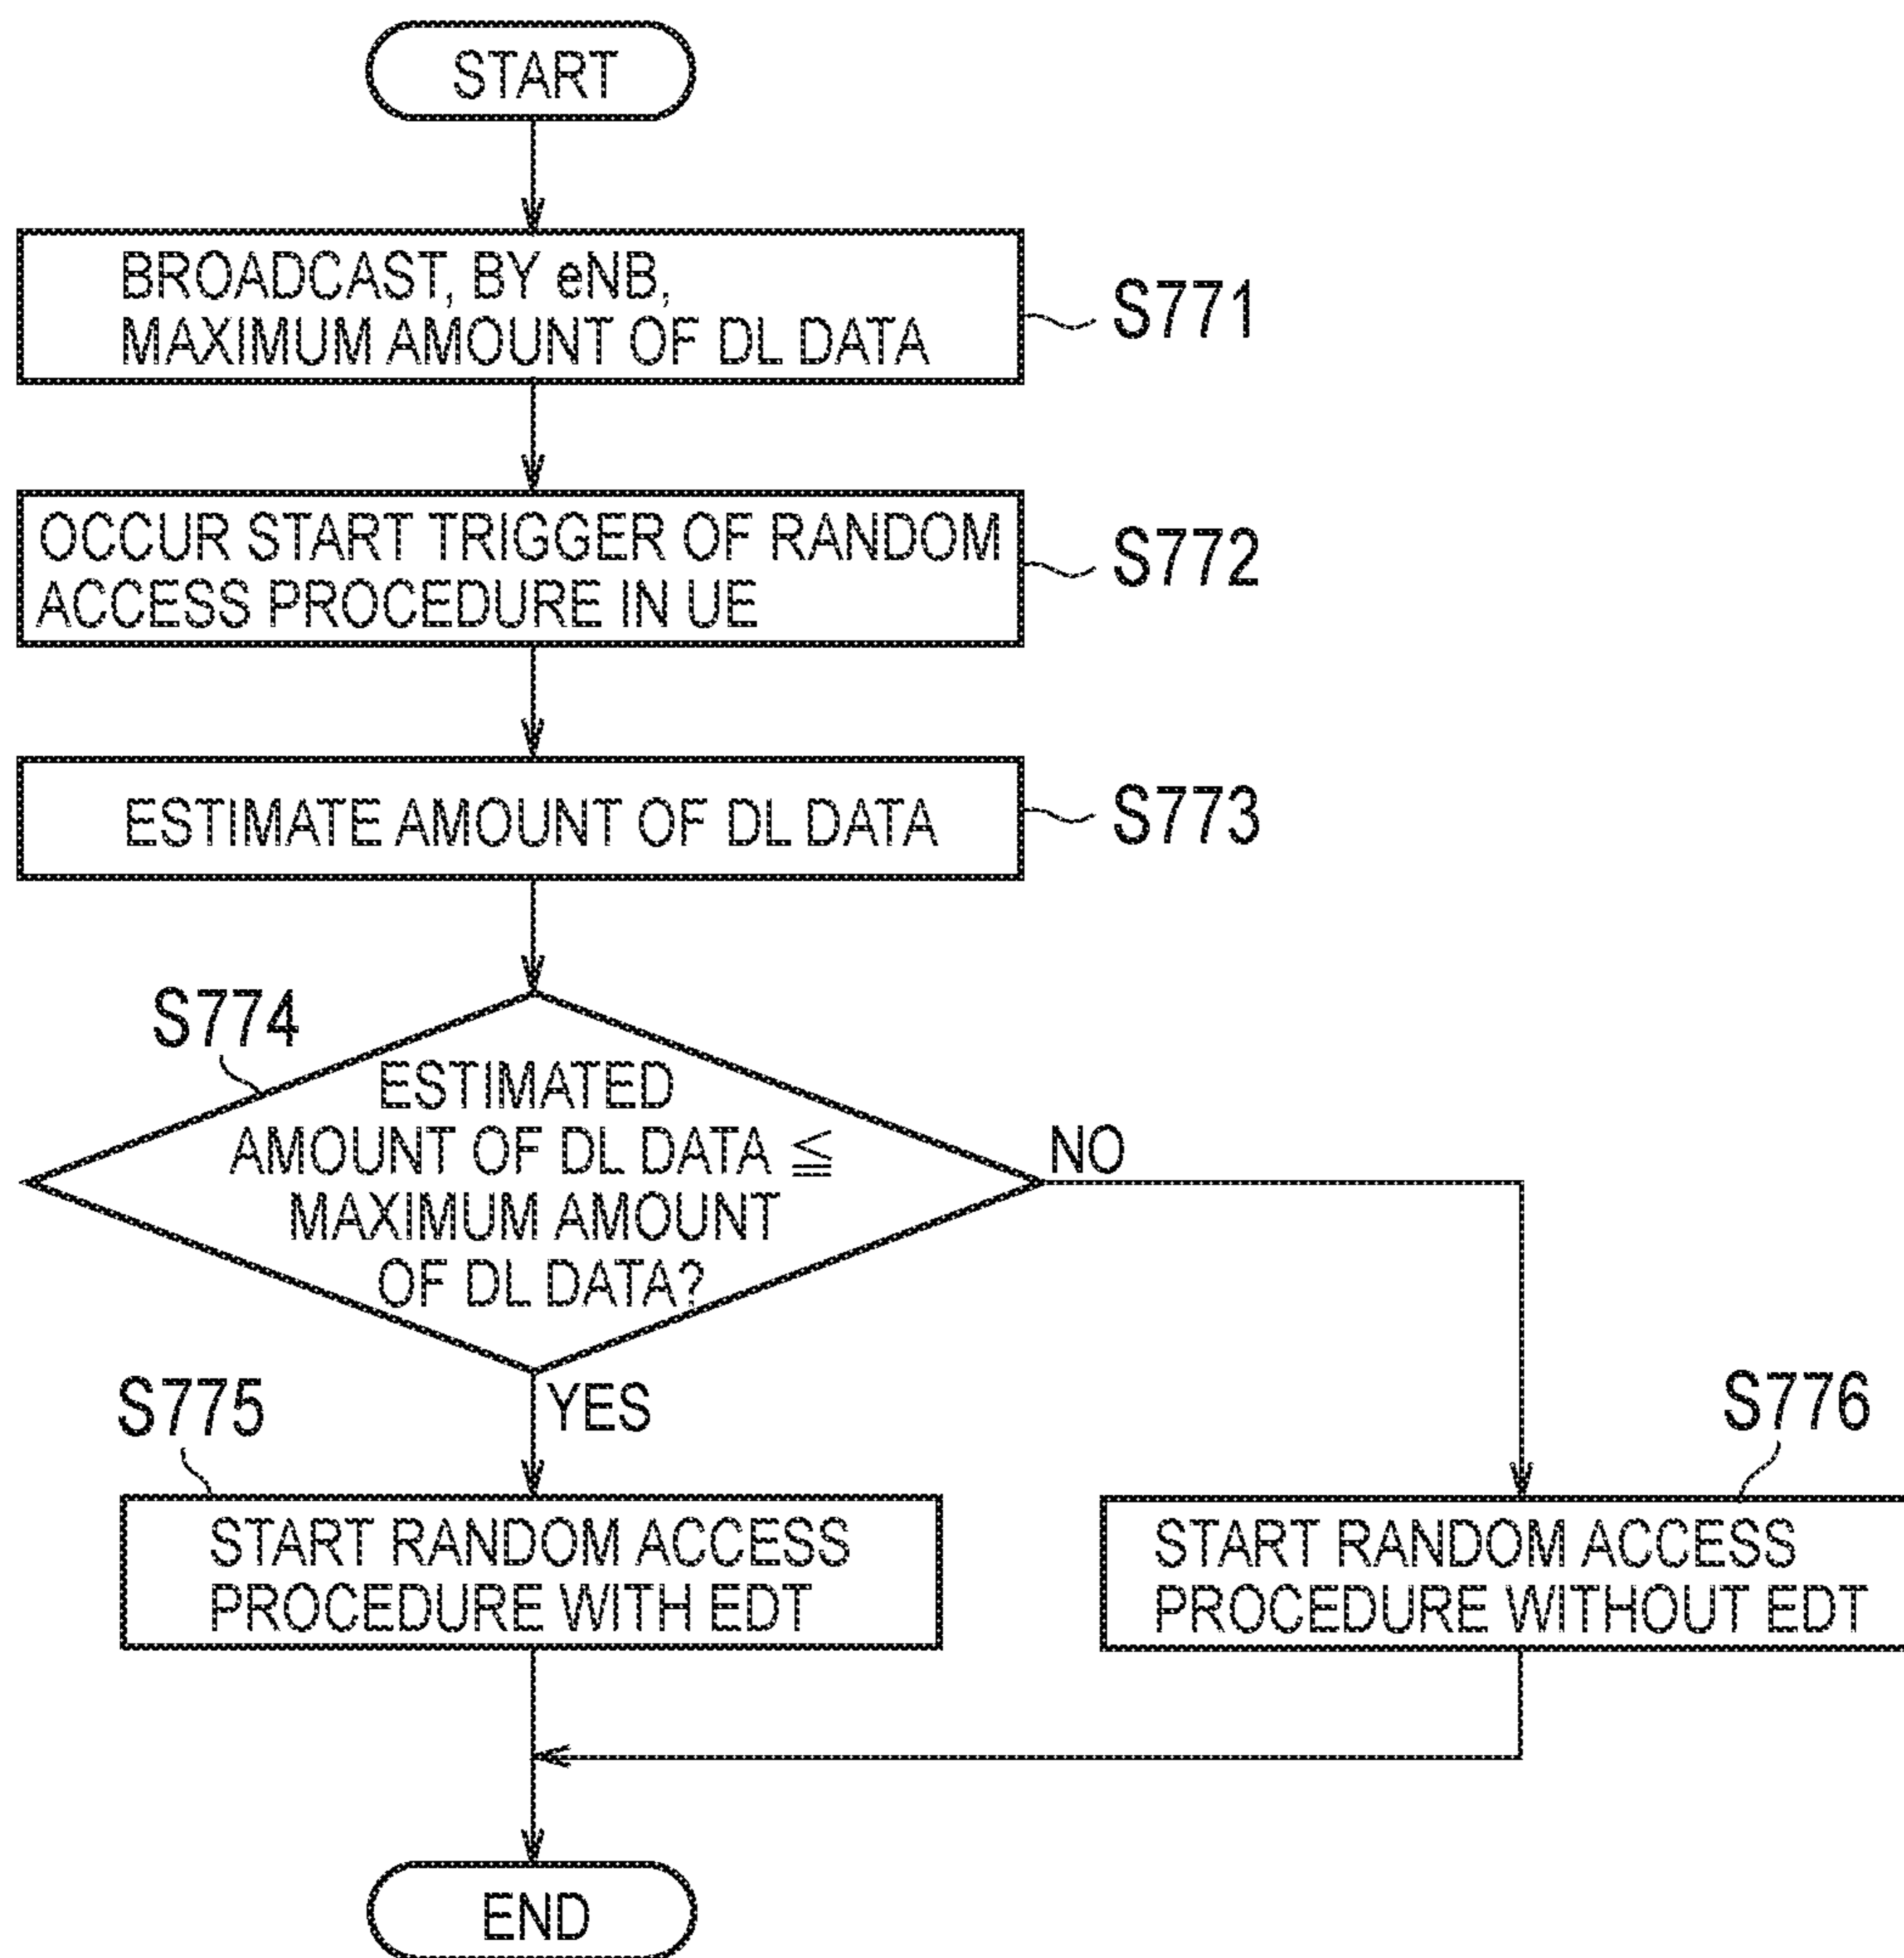 START
BROADCAST, BY eNB,
MAXIMUM AMOUNT OF DL DATA
S771
OCCUR START TRIGGER OF RANDOM
ACCESS PROCEDURE IN UE
S772
ESTIMATE AMOUNT OF DL DATA
S773
S774
ESTIMATED
AMOUNT OF DL DATA ≦
MAXIMUM AMOUNT
OF DL DATA?
NO
YES
S775
START RANDOM ACCESS
PROCEDURE WITH EDT
S776
START RANDOM ACCESS
PROCEDURE WITHOUT EDT
END